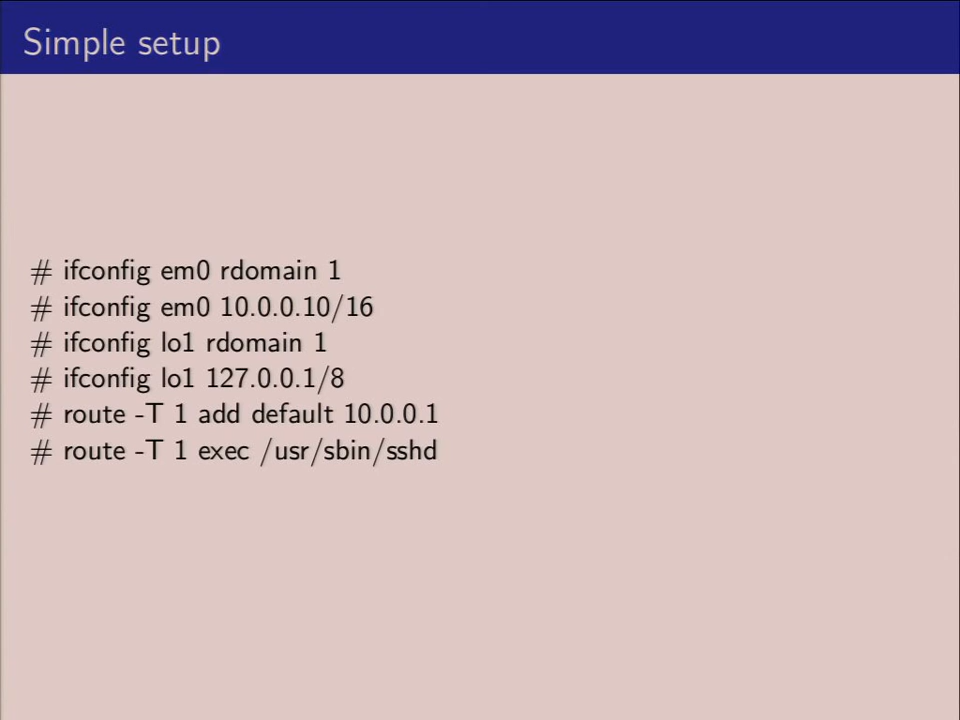 Simple setup
# ifconfig em0 rdomain 1
# ifconfig em0 10.0.0.10/16
# ifconfig lo1 rdomain 1
# ifconfig lo1 127.0.0.1/8
# route -T 1 add default 10.0.0.1
# route -T 1 exec /usr/sbin/sshd